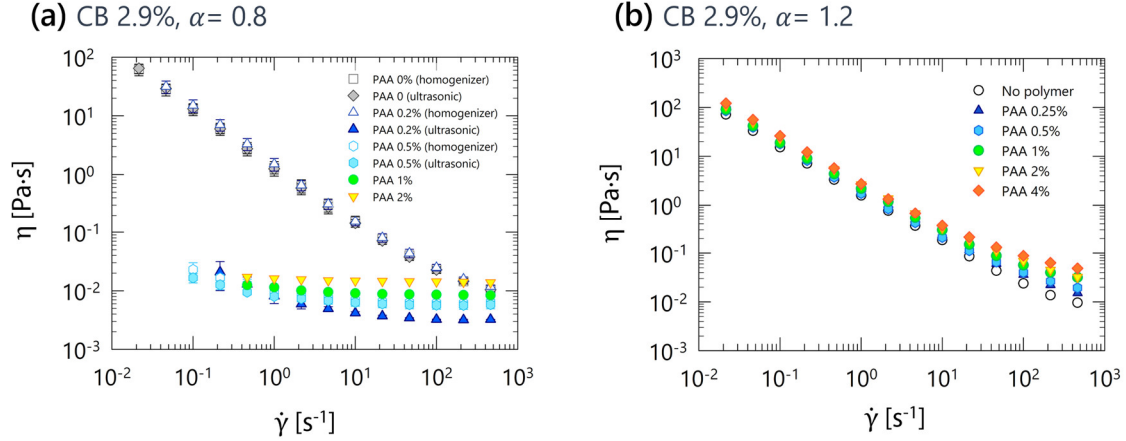 (a) CB 2.9%, α= 0.8
10²
10¹
10⁰
10⁻¹
10⁻²
10⁻³
η [Pa·s]
PAA 0% (homogenizer)
PAA 0 (ultrasonic)
PAA 0.2% (homogenizer)
PAA 0.2% (ultrasonic)
PAA 0.5% (homogenizer)
PAA 0.5% (ultrasonic)
PAA 1%
PAA 2%
10⁻² 10⁻¹ 10⁰ 10¹ 10² 10³
γ̇ [s⁻¹]
(b) CB 2.9%, α= 1.2
10³
10²
10¹
10⁰
10⁻¹
10⁻²
10⁻³
η [Pa·s]
No polymer
PAA 0.25%
PAA 0.5%
PAA 1%
PAA 2%
PAA 4%
10⁻² 10⁻¹ 10⁰ 10¹ 10² 10³
γ̇ [s⁻¹]